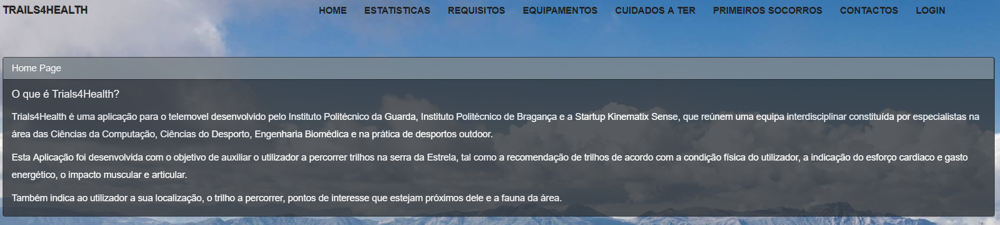 TRAILS4HEALTH HOME ESTATISTICAS REQUISITOS EQUIPAMENTOS CUIDADOS A TER PRIMEIROS SOCORROS CONTACTOS LOGIN
Home Page
O que é Trials4Health?
Trials4Health é uma aplicação para o telemovel desenvolvido pelo Instituto Politécnico da Guarda, Instituto Politécnico de Bragança e a Startup Kinematix Sense, que reúnem uma equipa interdisciplinar constituída por especialistas na
área das Ciências da Computação, Ciências do Desporto, Engenharia Biomédica e na prática de desportos outdoor.
Esta Aplicação foi desenvolvida com o objetivo de auxiliar o utilizador a percorrer trilhos na serra da Estrela, tal como a recomendação de trilhos de acordo com a condição física do utilizador, a indicação do esforço cardiaco e gasto
energético, o impacto muscular e articular.
Também indica ao utilizador a sua localização, o trilho a percorrer, pontos de interesse que estejam próximos dele e a fauna da área.